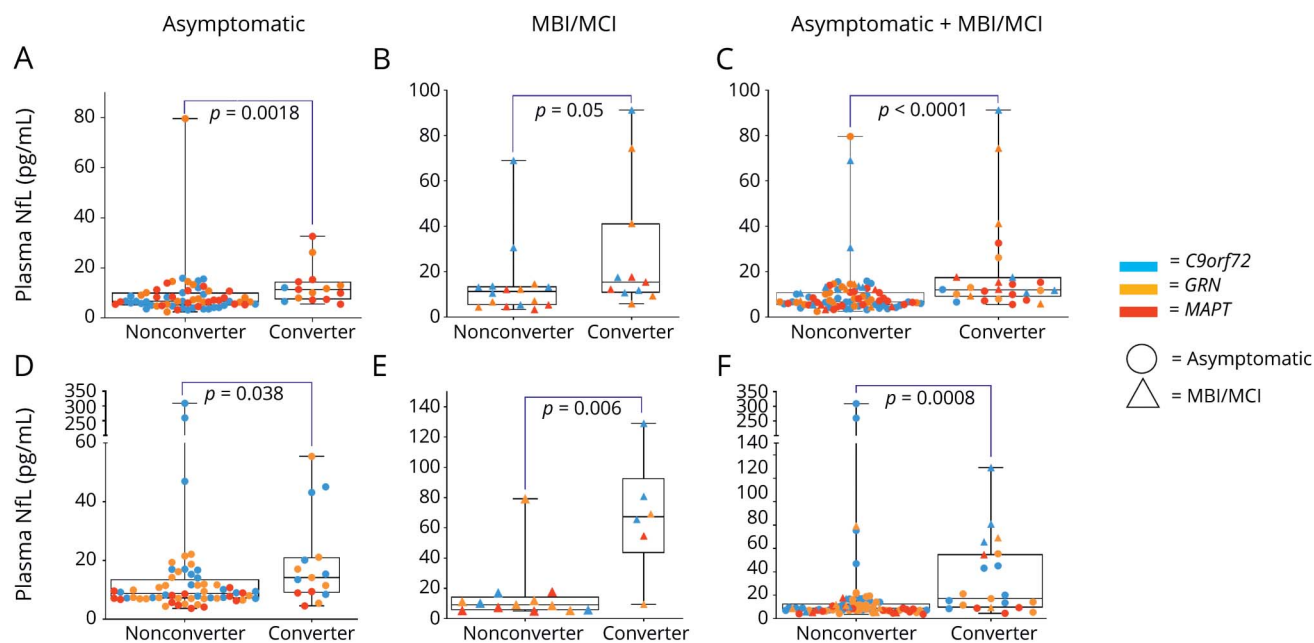 Asymptomatic
MBI/MCI
Asymptomatic + MBI/MCI
A
Plasma NfL (pg/mL)
80
60
40
20
0
p = 0.0018
Nonconverter
Converter
B
100
80
60
40
20
0
p = 0.05
Nonconverter
Converter
C
100
80
60
40
20
0
p < 0.0001
Nonconverter
Converter
= C9orf72
= GRN
= MAPT
= Asymptomatic
= MBI/MCI
D
Plasma NfL (pg/mL)
350
300
250
60
40
20
0
p = 0.038
Nonconverter
Converter
E
140
120
100
80
60
40
20
0
p = 0.006
Nonconverter
Converter
F
350
300
250
140
120
100
80
60
40
20
0
p = 0.0008
Nonconverter
Converter